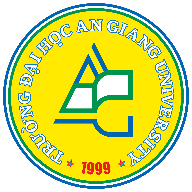 TRƯỜNG ĐẠI HỌC AN GIANG UNIVERSITY
1999